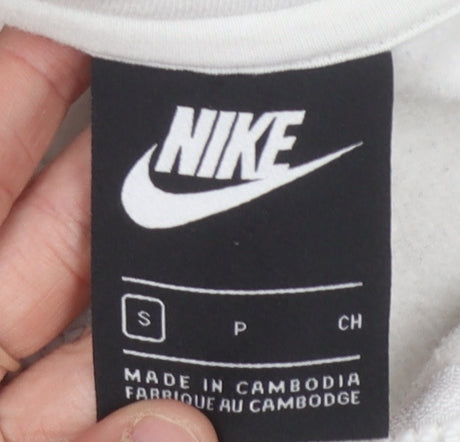 NIKE
S P CH
MADE IN CAMBODIA
FABRIQUE AU CAMBODGE